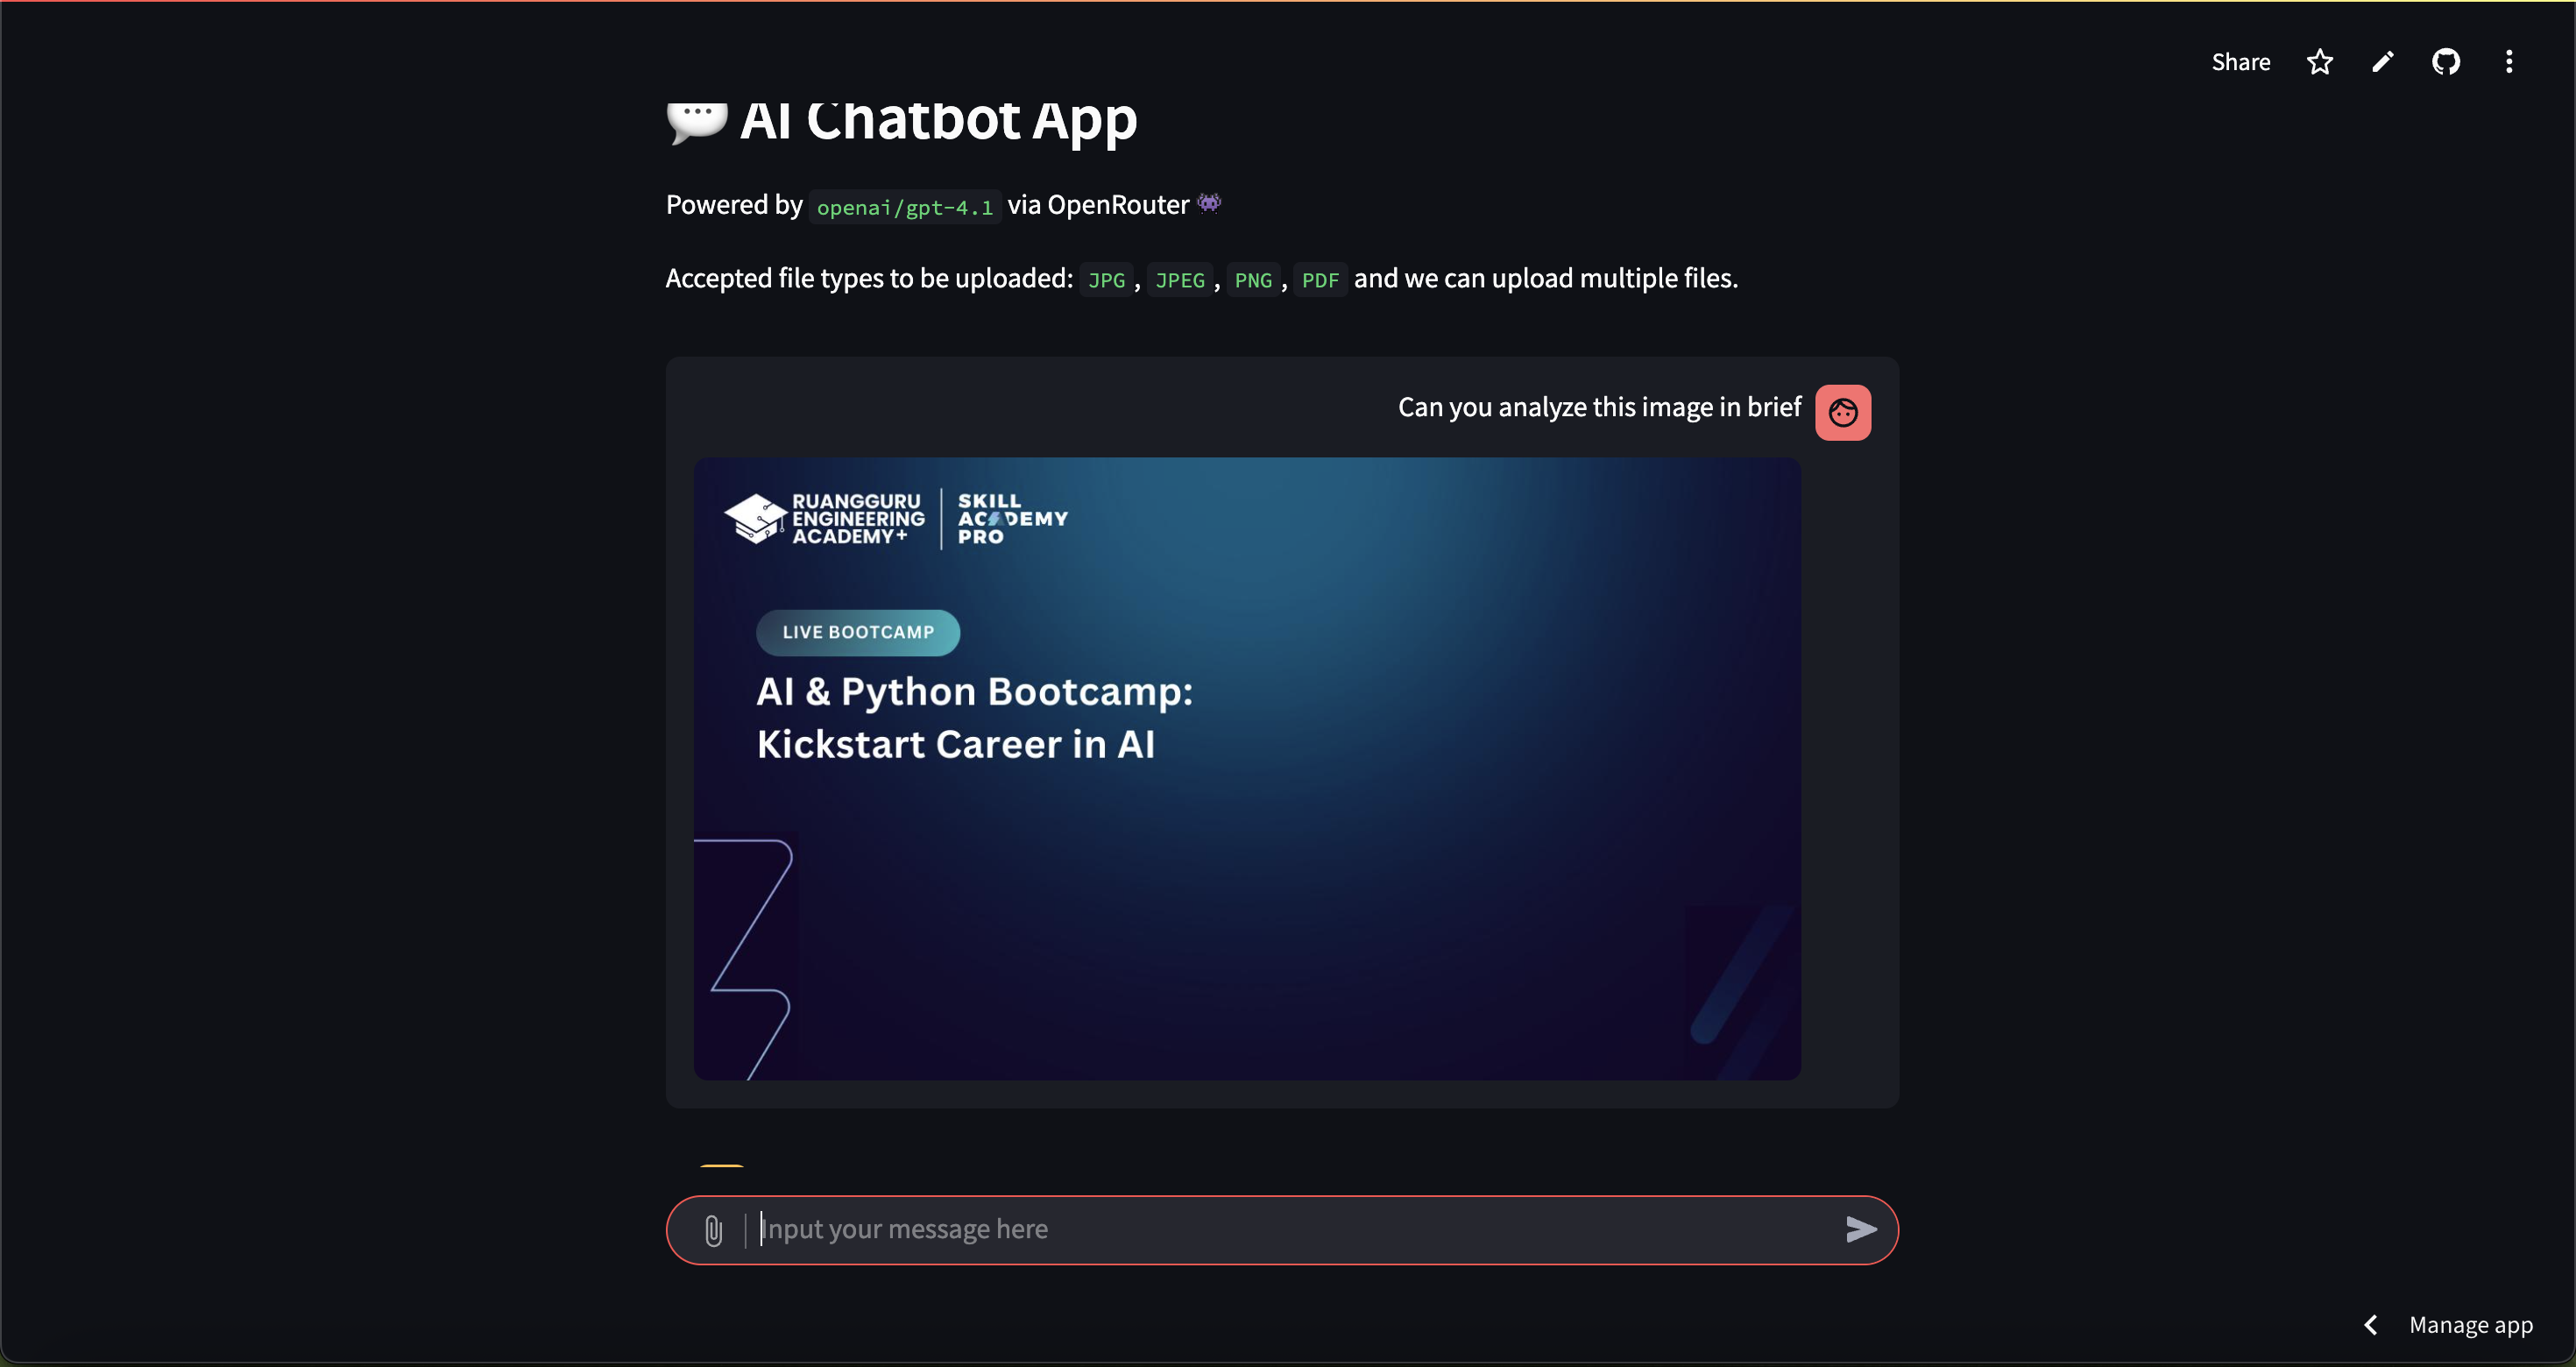 Share
AI Chatbot App
Powered by openai/gpt-4.1 via OpenRouter
Accepted file types to be uploaded: JPG, JPEG, PNG, PDF and we can upload multiple files.
Can you analyze this image in brief
RUANGGURU
ENGINEERING
ACADEMY+
SKILL
ACADEMY
PRO
LIVE BOOTCAMP
AI & Python Bootcamp:
Kickstart Career in AI
Input your message here
Manage app